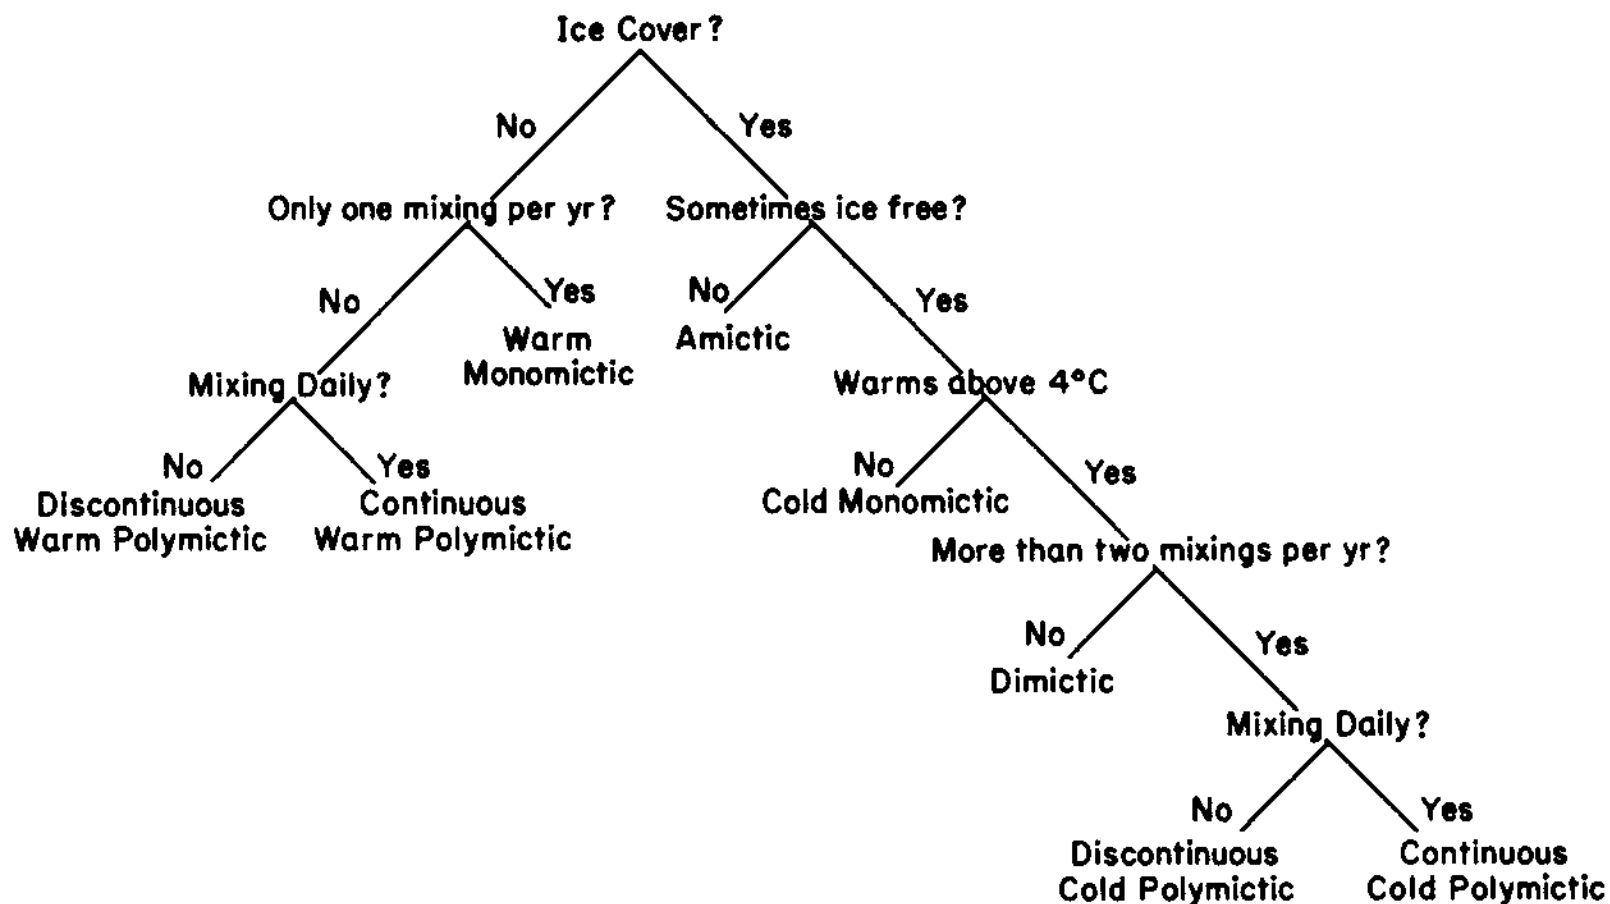 Ice Cover?
No
Yes
Only one mixing per yr?
Sometimes ice free?
No
Yes
No
Yes
Warm
Monomictic
Amictic
Mixing Daily?
Warms above 4°C
No
Yes
No
Yes
Discontinuous
Warm Polymictic
Continuous
Warm Polymictic
Cold Monomictic
More than two mixings per yr?
No
Yes
Dimictic
Mixing Daily?
No
Yes
Discontinuous
Cold Polymictic
Continuous
Cold Polymictic